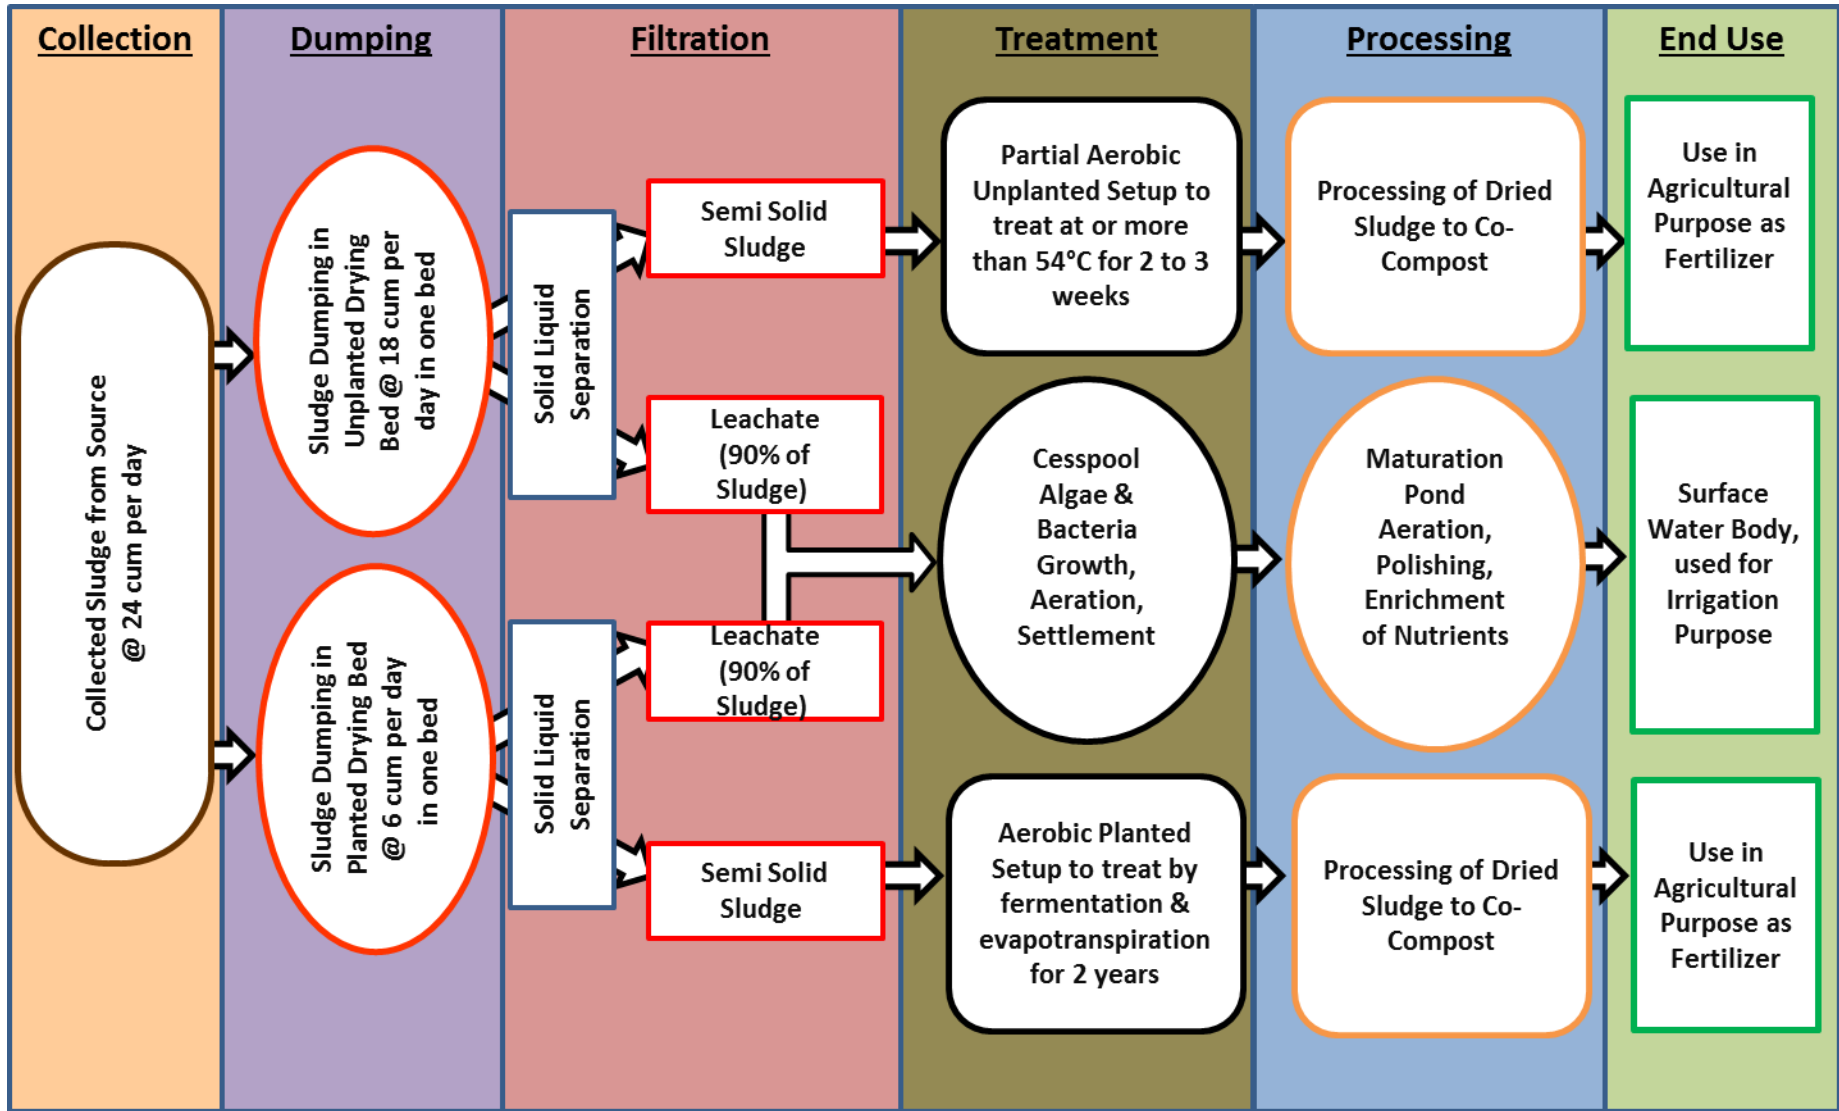 Collection
Dumping
Filtration
Treatment
Processing
End Use
Collected Sludge from Source
@ 24 cum per day
Sludge Dumping in
Unplanted Drying
Bed @ 18 cum per
day in one bed
Sludge Dumping in
Planted Drying Bed
@ 6 cum per day
in one bed
Solid Liquid
Separation
Solid Liquid
Separation
Semi Solid
Sludge
Leachate
(90% of
Sludge)
Leachate
(90% of
Sludge)
Semi Solid
Sludge
Partial Aerobic
Unplanted Setup to
treat at or more
than 54°C for 2 to 3
weeks
Cesspool
Algae &
Bacteria
Growth,
Aeration,
Settlement
Aerobic Planted
Setup to treat by
fermentation &
evapotranspiration
for 2 years
Processing of Dried
Sludge to Co-
Compost
Maturation
Pond
Aeration,
Polishing,
Enrichment
of Nutrients
Processing of Dried
Sludge to Co-
Compost
Use in
Agricultural
Purpose as
Fertilizer
Surface
Water Body,
used for
Irrigation
Purpose
Use in
Agricultural
Purpose as
Fertilizer